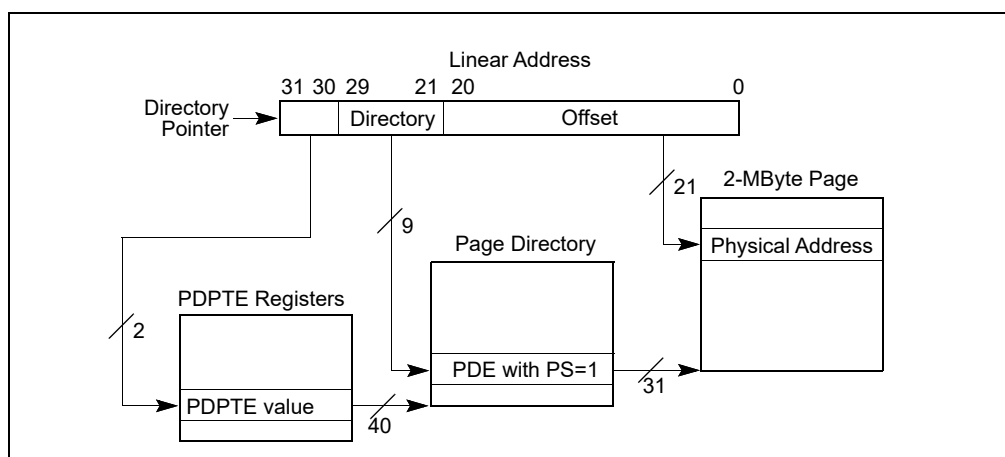 Linear Address
31 30 29 21 20 0
Directory Pointer
Directory
Offset
21
2-MByte Page
9
Page Directory
Physical Address
PDPTE Registers
2
PDE with PS=1
31
PDPTE value
40